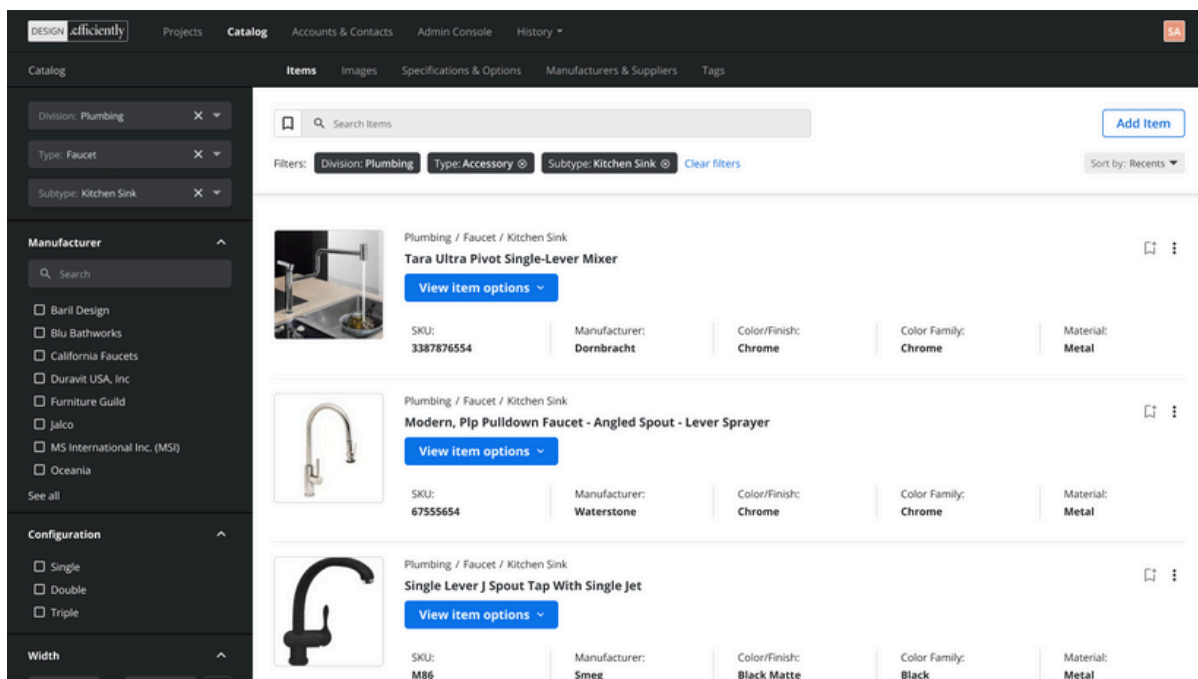 DESIGN .efficiently Projects Catalog Accounts & Contacts Admin Console History SA
Catalog Items Images Specifications & Options Manufacturers & Suppliers Tags
Division: Plumbing
Type: Faucet
Subtype: Kitchen Sink
Manufacturer
Search
Baril Design
Blu Bathworks
California Faucets
Duravit USA, Inc
Furniture Guild
Jalco
MS International Inc. (MSI)
Oceania
See all
Configuration
Single
Double
Triple
Width
Search Items
Add Item
Filters: Division: Plumbing Type: Accessory Subtype: Kitchen Sink Clear filters
Sort by: Recents
Plumbing / Faucet / Kitchen Sink
Tara Ultra Pivot Single-Lever Mixer
View item options
SKU: Manufacturer: Color/Finish: Color Family: Material:
3387876554 Dornbracht Chrome Chrome Metal
Plumbing / Faucet / Kitchen Sink
Modern, Plp Pulldown Faucet - Angled Spout - Lever Sprayer
View item options
SKU: Manufacturer: Color/Finish: Color Family: Material:
67555654 Waterstone Chrome Chrome Metal
Plumbing / Faucet / Kitchen Sink
Single Lever J Spout Tap With Single Jet
View item options
SKU: Manufacturer: Color/Finish: Color Family: Material:
M86 Smeg Black Matte Black Metal